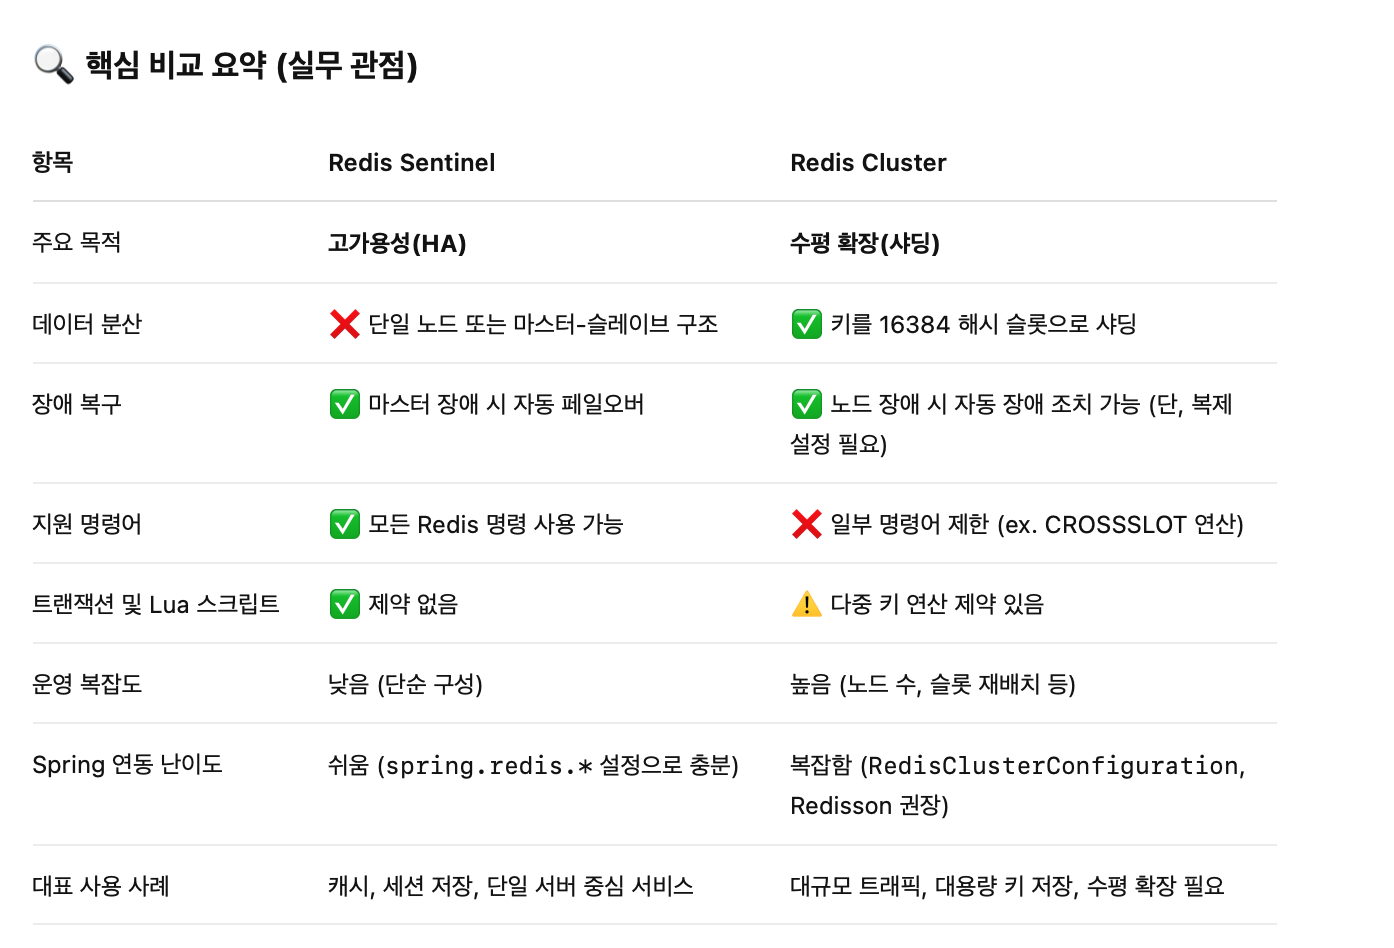 🔍 핵심 비교 요약 (실무 관점)
항목 Redis Sentinel Redis Cluster
주요 목적 고가용성(HA) 수평 확장(샤딩)
데이터 분산 ❌ 단일 노드 또는 마스터-슬레이브 구조 ✅ 키를 16384 해시 슬롯으로 샤딩
장애 복구 ✅ 마스터 장애 시 자동 페일오버 ✅ 노드 장애 시 자동 장애 조치 가능 (단, 복제
설정 필요)
지원 명령어 ✅ 모든 Redis 명령 사용 가능 ❌ 일부 명령어 제한 (ex. CROSSSLOT 연산)
트랜잭션 및 Lua 스크립트 ✅ 제약 없음 ⚠️ 다중 키 연산 제약 있음
운영 복잡도 낮음 (단순 구성) 높음 (노드 수, 슬롯 재배치 등)
Spring 연동 난이도 쉬움 (spring.redis.* 설정으로 충분) 복잡함 (RedisClusterConfiguration,
Redisson 권장)
대표 사용 사례 캐시, 세션 저장, 단일 서버 중심 서비스 대규모 트래픽, 대용량 키 저장, 수평 확장 필요